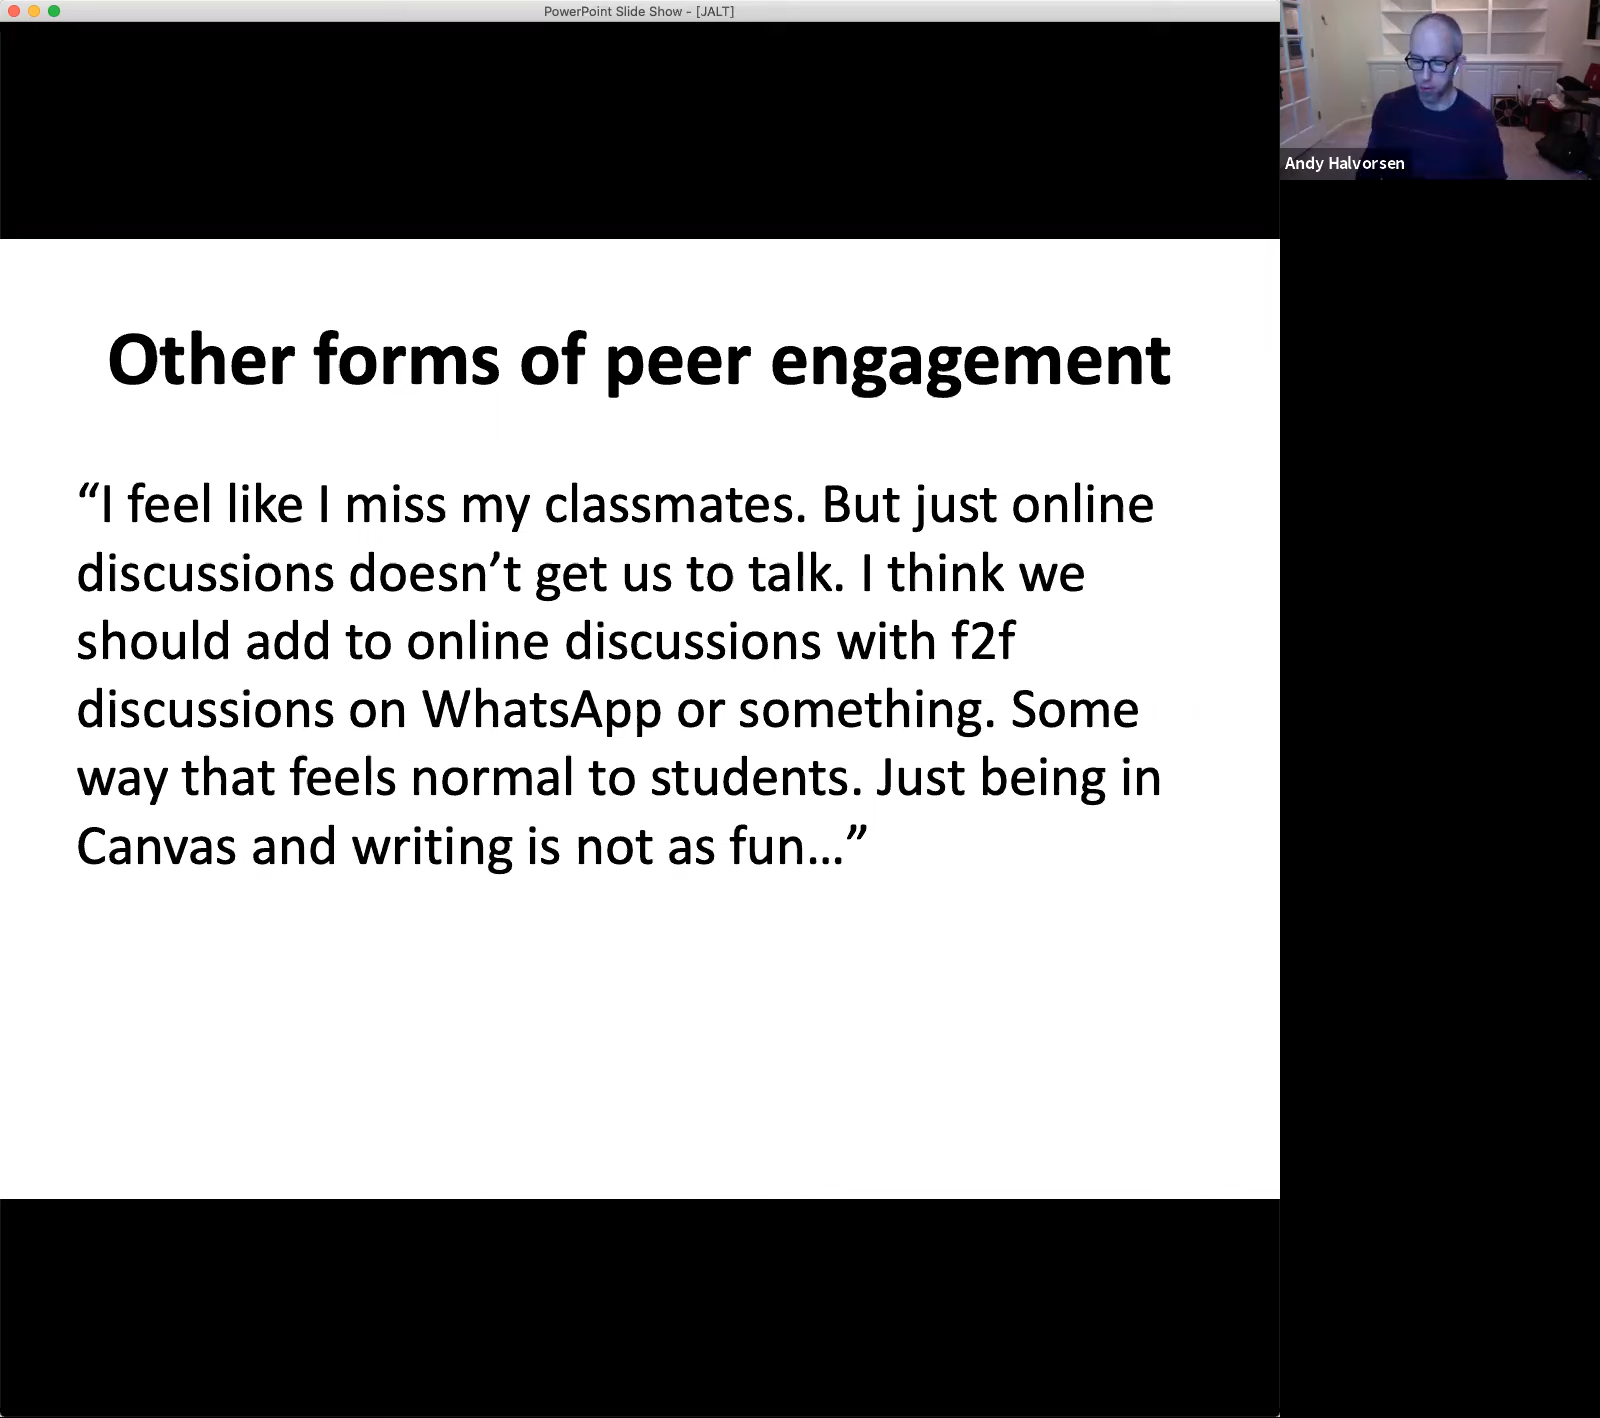 PowerPoint Slide Show - [JALT]
Andy Halvorsen
Other forms of peer engagement
“I feel like I miss my classmates. But just online
discussions doesn’t get us to talk. I think we
should add to online discussions with f2f
discussions on WhatsApp or something. Some
way that feels normal to students. Just being in
Canvas and writing is not as fun…”